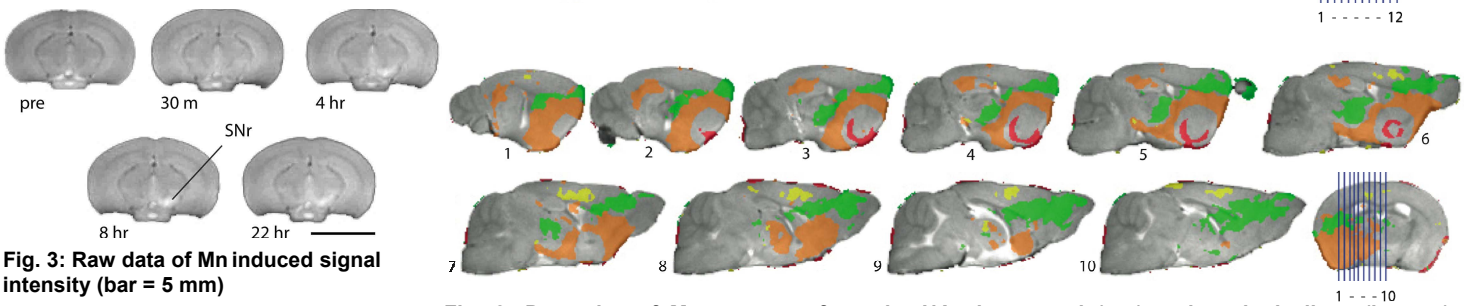 pre
30 m
4 hr
SNr
8 hr
22 hr
Fig. 3: Raw data of Mn induced signal
intensity (bar = 5 mm)
1 - - - - - 12
1
2
3
4
5
6
7
8
9
10
1 - - - 10